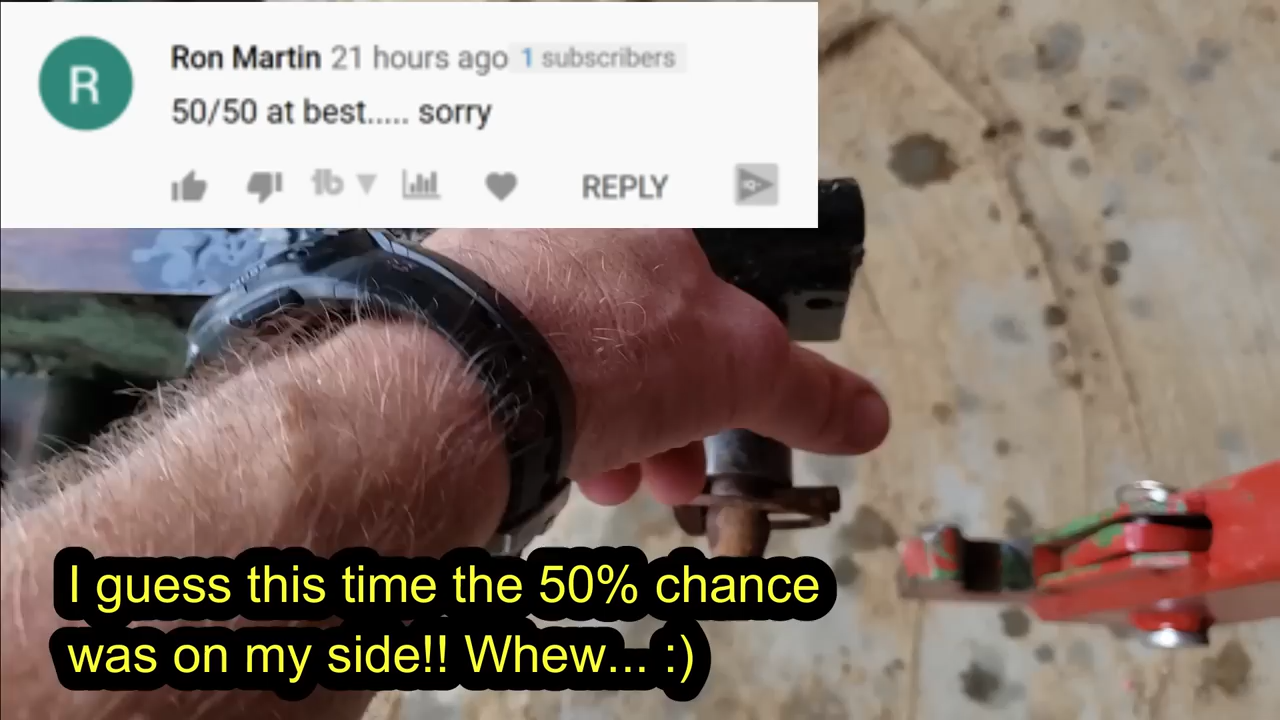 R
Ron Martin 21 hours ago 1 subscribers
50/50 at best..... sorry
1b
REPLY
I guess this time the 50% chance
was on my side!! Whew... :)